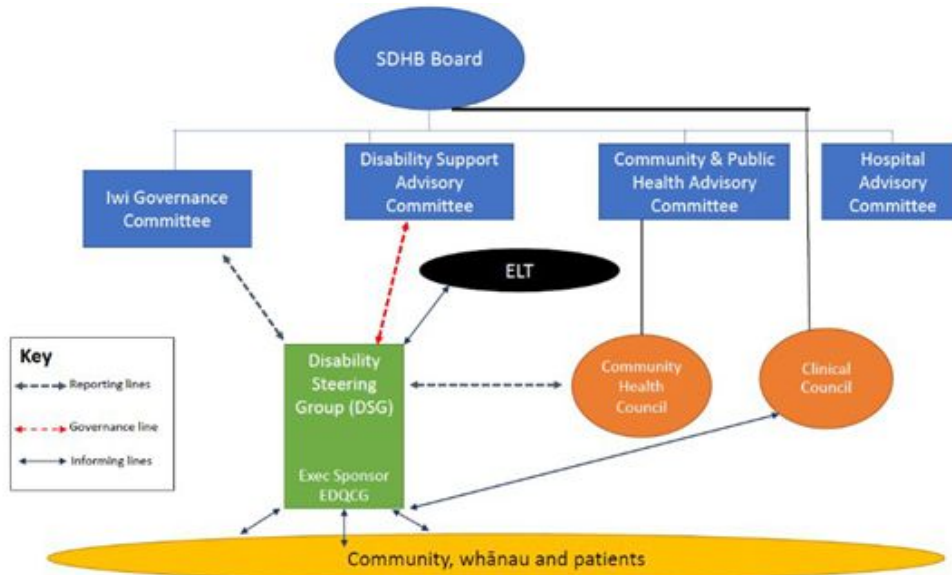 SDHB Board
Iwi Governance
Committee
Disability Support
Advisory
Committee
Community & Public
Health Advisory
Committee
Hospital
Advisory
Committee
ELT
Key
Reporting lines
Governance line
Informing lines
Disability
Steering
Group (DSG)
Exec Sponsor
EDQCG
Community
Health
Council
Clinical
Council
Community, whānau and patients